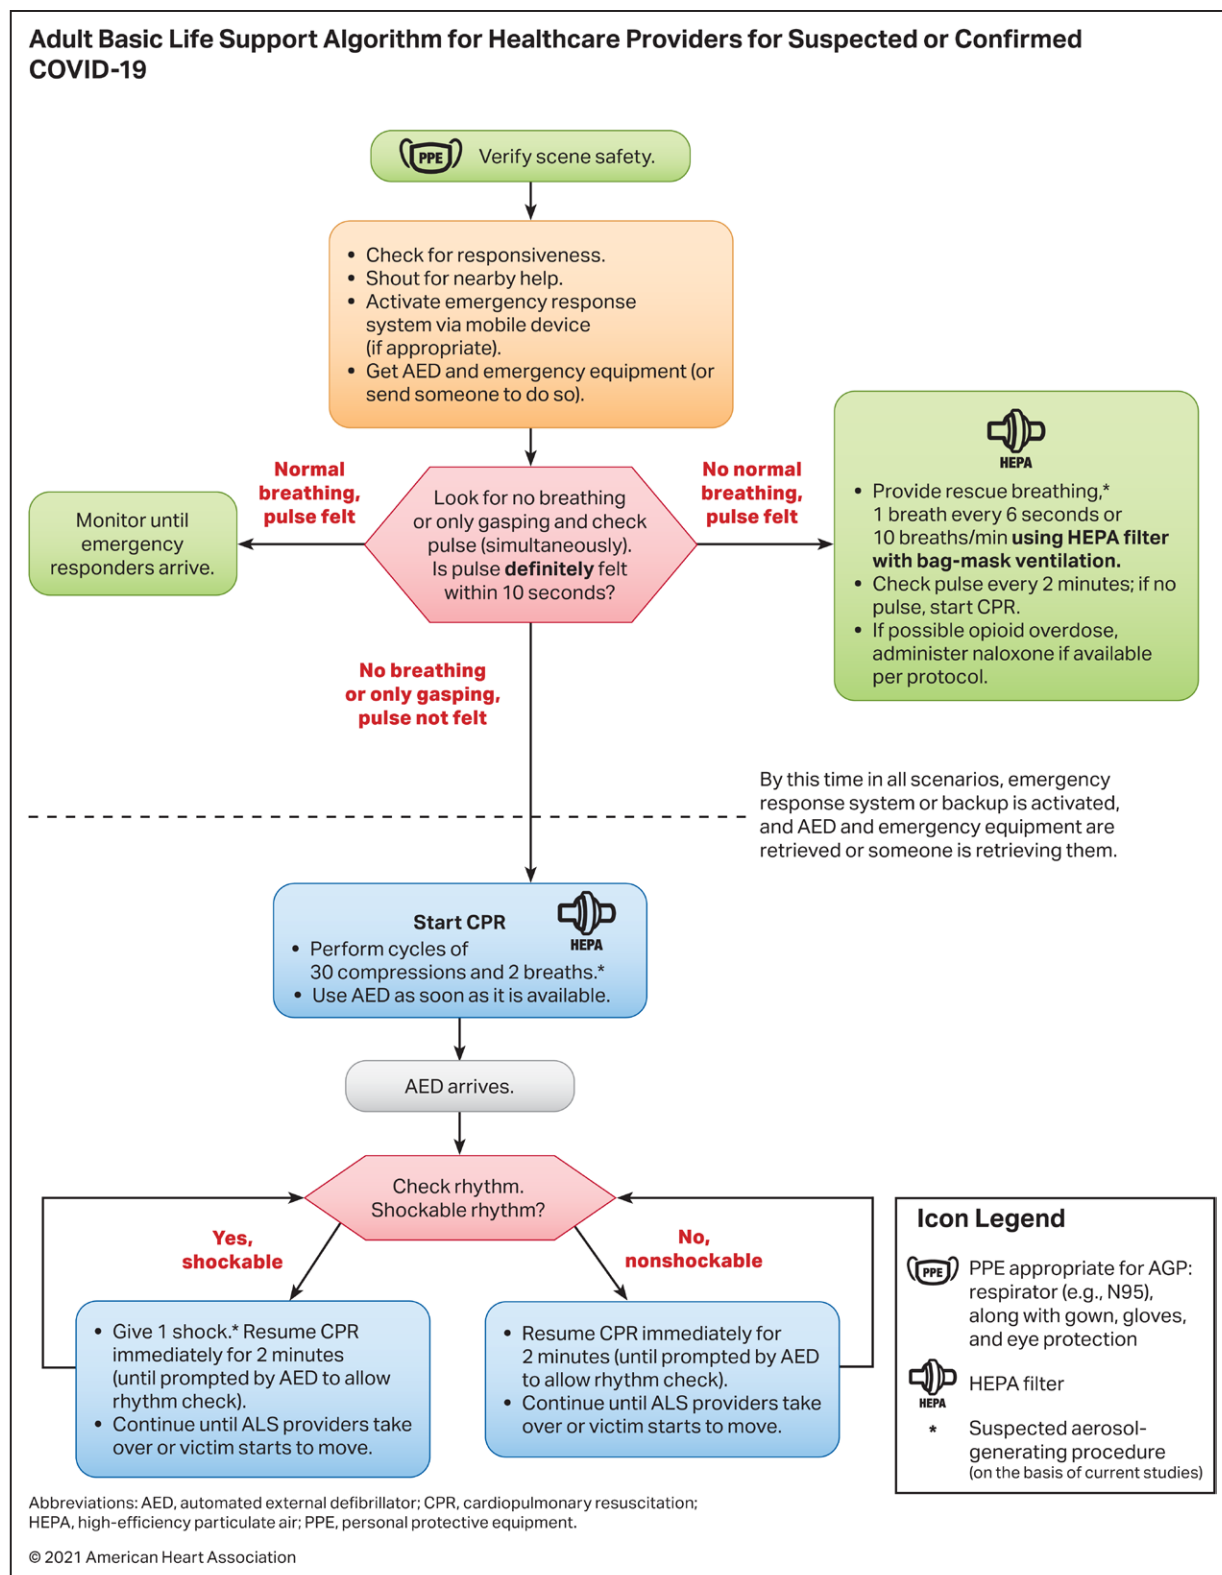 Adult Basic Life Support Algorithm for Healthcare Providers for Suspected or Confirmed
COVID-19
PPE
Verify scene safety.
• Check for responsiveness.
• Shout for nearby help.
• Activate emergency response
system via mobile device
(if appropriate).
• Get AED and emergency equipment (or
send someone to do so).
Normal
breathing,
pulse felt
Look for no breathing
or only gasping and check
pulse (simultaneously).
Is pulse definitely felt
within 10 seconds?
No normal
breathing,
pulse felt
Monitor until
emergency
responders arrive.
HEPA
• Provide rescue breathing,*
1 breath every 6 seconds or
10 breaths/min using HEPA filter
with bag-mask ventilation.
• Check pulse every 2 minutes; if no
pulse, start CPR.
• If possible opioid overdose,
administer naloxone if available
per protocol.
No breathing
or only gasping,
pulse not felt
By this time in all scenarios, emergency
response system or backup is activated,
and AED and emergency equipment are
retrieved or someone is retrieving them.
Start CPR
HEPA
• Perform cycles of
30 compressions and 2 breaths.*
• Use AED as soon as it is available.
AED arrives.
Check rhythm.
Shockable rhythm?
Yes,
shockable
No,
nonshockable
• Give 1 shock.* Resume CPR
immediately for 2 minutes
(until prompted by AED to allow
rhythm check).
• Continue until ALS providers take
over or victim starts to move.
• Resume CPR immediately for
2 minutes (until prompted by AED
to allow rhythm check).
• Continue until ALS providers take
over or victim starts to move.
Icon Legend
PPE
PPE appropriate for AGP:
respirator (e.g., N95),
along with gown, gloves,
and eye protection
HEPA
HEPA filter
* Suspected aerosol-
generating procedure
(on the basis of current studies)
Abbreviations: AED, automated external defibrillator; CPR, cardiopulmonary resuscitation;
HEPA, high-efficiency particulate air; PPE, personal protective equipment.
© 2021 American Heart Association